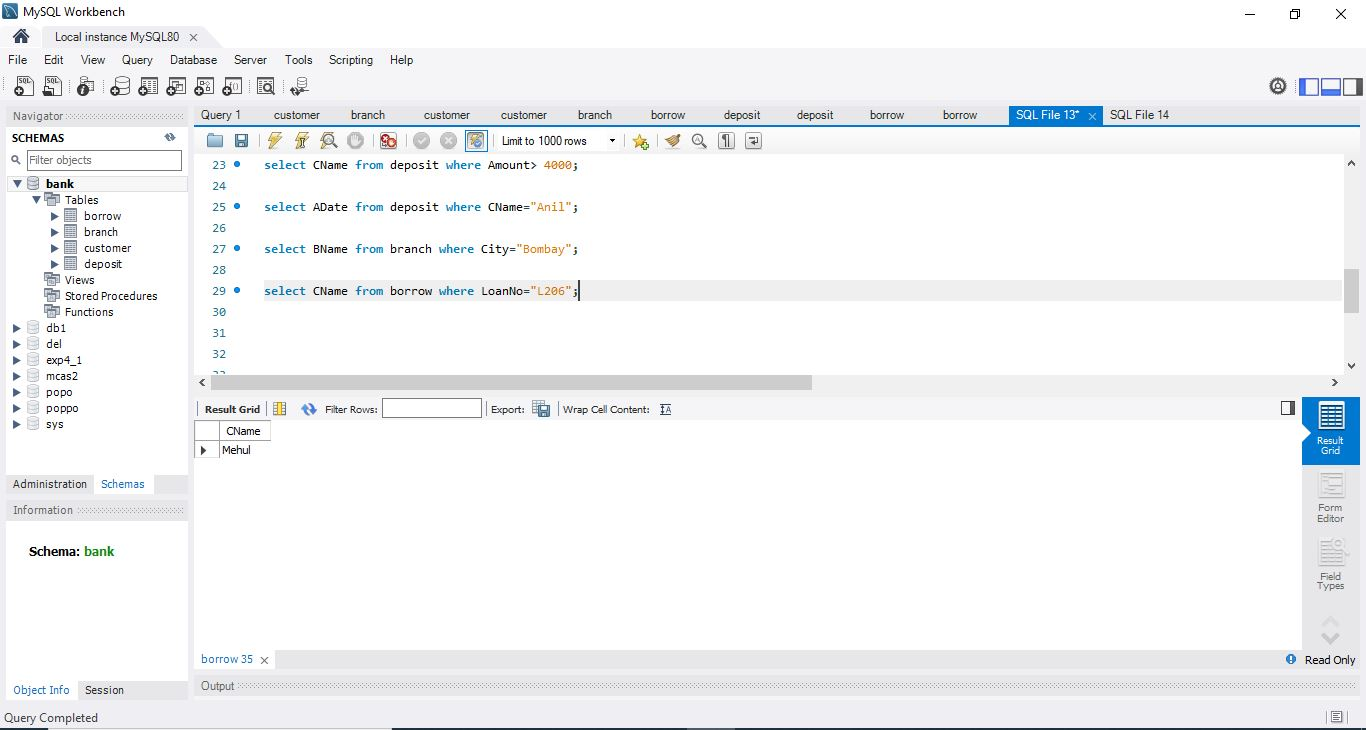 MySQL Workbench
Local instance MySQL80
File Edit View Query Database Server Tools Scripting Help
Navigator
SCHEMAS
Filter objects
bank
Tables
borrow
branch
customer
deposit
Views
Stored Procedures
Functions
db1
del
exp4_1
mcas2
popo
poppo
sys
Administration Schemas
Information
Schema: bank
Object Info Session
Query 1 customer branch customer customer branch borrow deposit deposit borrow borrow SQL File 13* SQL File 14
Limit to 1000 rows
23 select CName from deposit where Amount> 4000;
24
25 select ADate from deposit where CName="Anil";
26
27 select BName from branch where City="Bombay";
28
29 select CName from borrow where LoanNo="L206";
30
31
32
Result Grid Filter Rows: Export: Wrap Cell Content:
CName
Mehul
Result
Grid
Form
Editor
Field
Types
borrow 35
Read Only
Output
Query Completed